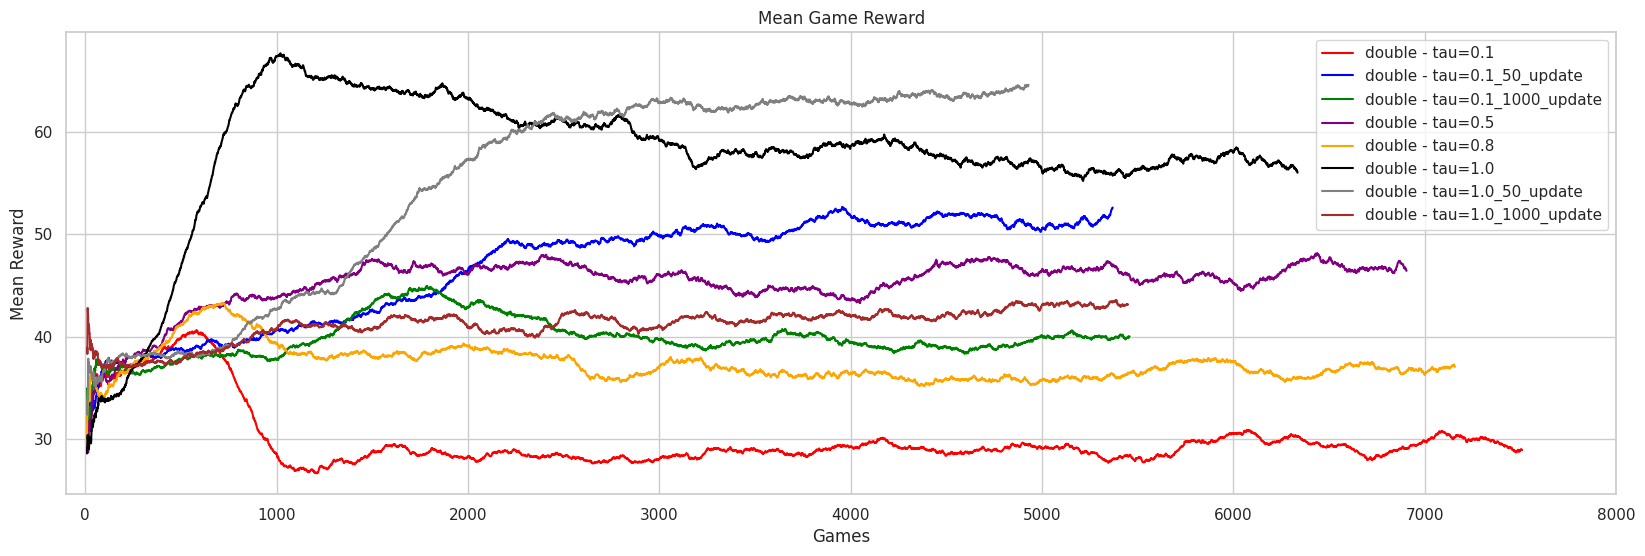 Mean Game Reward
double - tau=0.1
double - tau=0.1_50_update
double - tau=0.1_1000_update
double - tau=0.5
double - tau=0.8
double - tau=1.0
double - tau=1.0_50_update
double - tau=1.0_1000_update
Mean Reward
60
50
40
30
0 1000 2000 3000 4000 5000 6000 7000 8000
Games